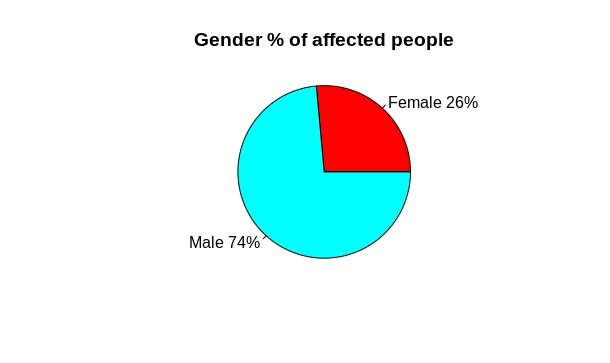 Gender % of affected people
Female 26%
Male 74%